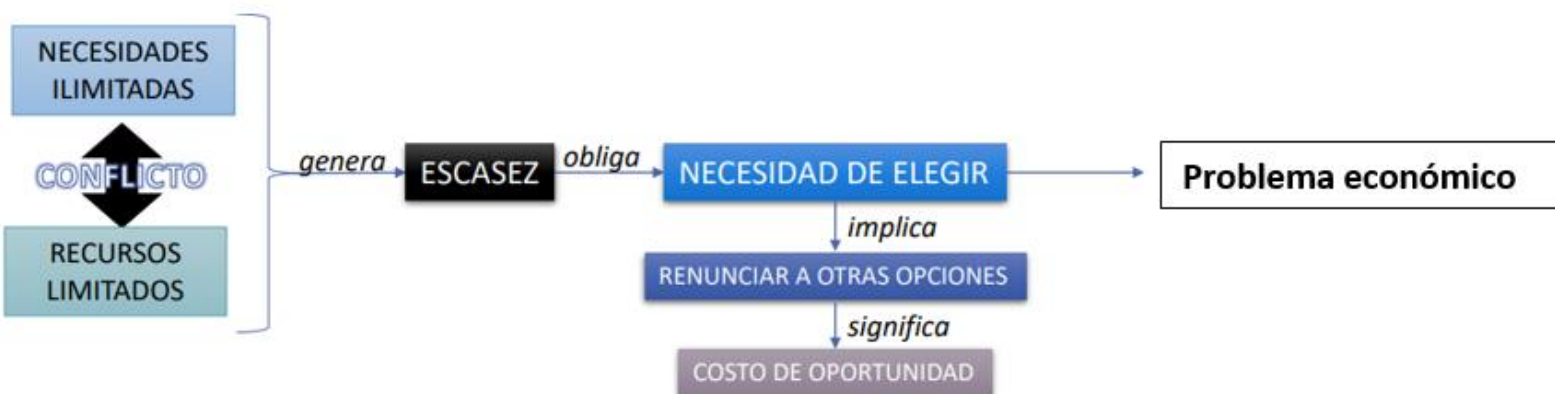 NECESIDADES
ILIMITADAS
CONFLICTO
RECURSOS
LIMITADOS
genera
ESCASEZ
obliga
NECESIDAD DE ELEGIR
Problema económico
implica
RENUNCIAR A OTRAS OPCIONES
significa
COSTO DE OPORTUNIDAD